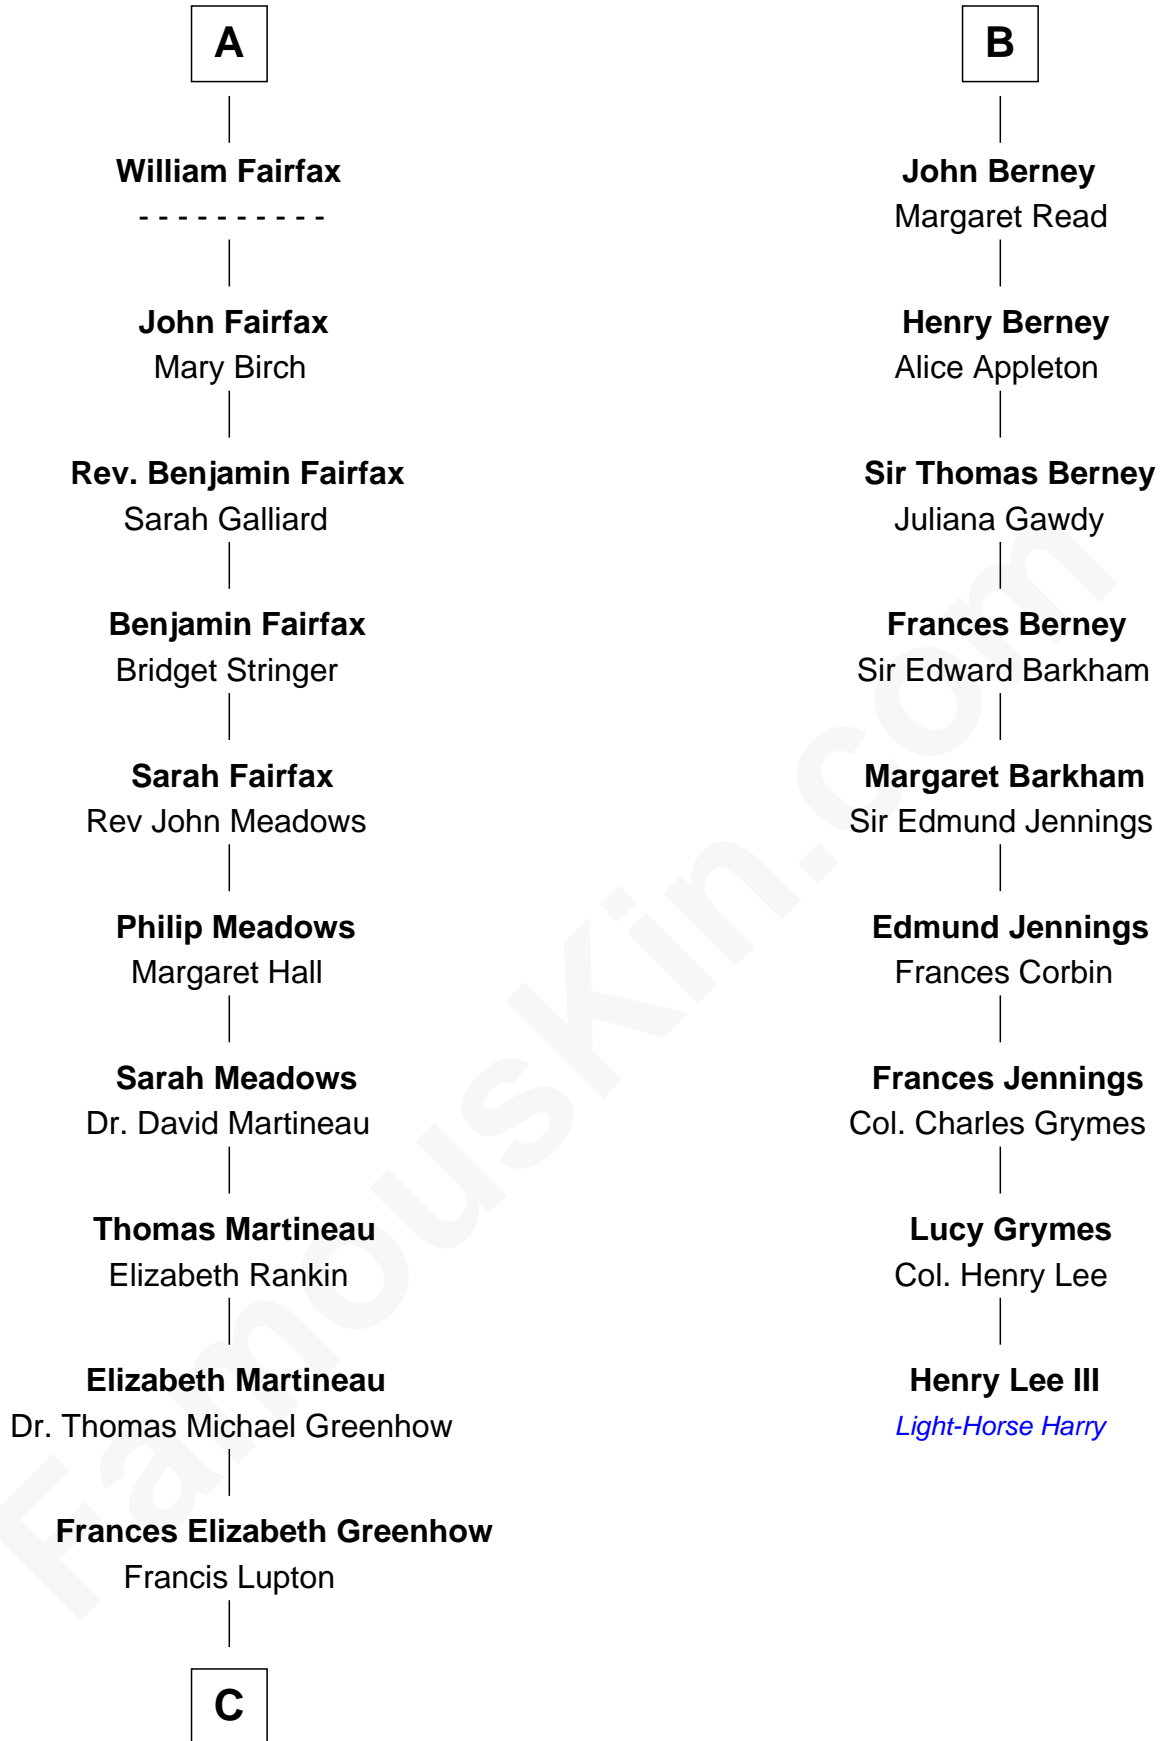 A
William Fairfax
- - - - - - - - - -
John Fairfax
Mary Birch
Rev. Benjamin Fairfax
Sarah Galliard
Benjamin Fairfax
Bridget Stringer
Sarah Fairfax
Rev John Meadows
Philip Meadows
Margaret Hall
Sarah Meadows
Dr. David Martineau
Thomas Martineau
Elizabeth Rankin
Elizabeth Martineau
Dr. Thomas Michael Greenhow
Frances Elizabeth Greenhow
Francis Lupton
C
B
John Berney
Margaret Read
Henry Berney
Alice Appleton
Sir Thomas Berney
Juliana Gawdy
Frances Berney
Sir Edward Barkham
Margaret Barkham
Sir Edmund Jennings
Edmund Jennings
Frances Corbin
Frances Jennings
Col. Charles Grymes
Lucy Grymes
Col. Henry Lee
Henry Lee III
Light-Horse Harry
FamousKin.com